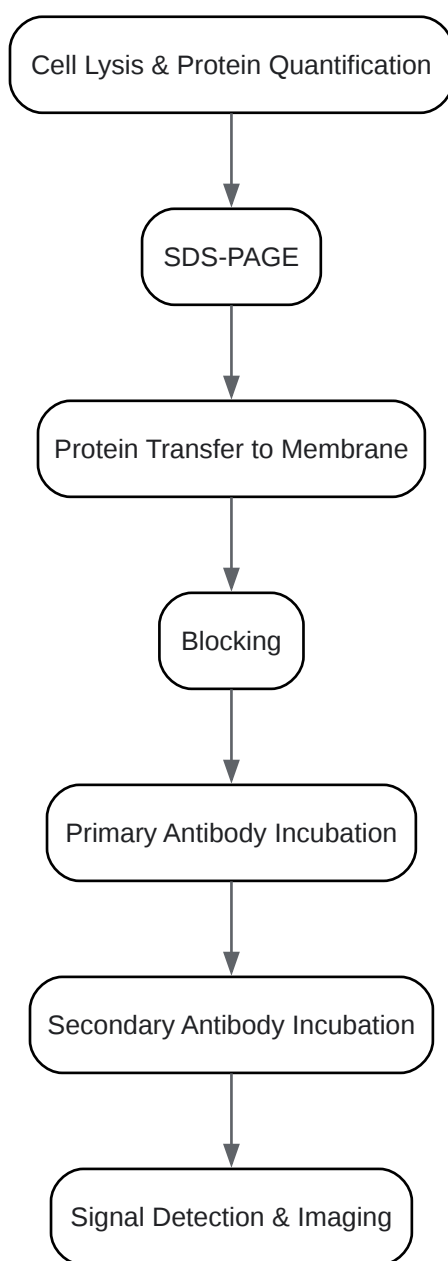 Cell Lysis & Protein Quantification
SDS-PAGE
Protein Transfer to Membrane
Blocking
Primary Antibody Incubation
Secondary Antibody Incubation
Signal Detection & Imaging